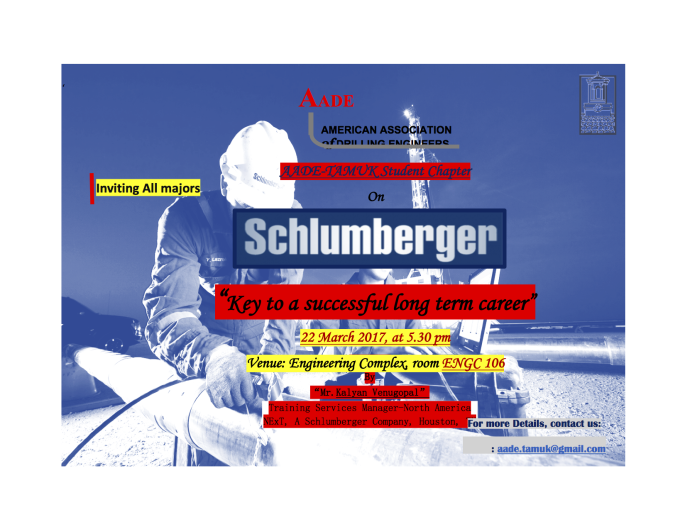 AADE
AMERICAN ASSOCIATION
of DRILLING ENGINEERS
AADE-TAMUK Student Chapter
Inviting All majors
On
Schlumberger
“Key to a successful long term career”
22 March 2017, at 5.30 pm
Venue: Engineering Complex, room ENGC 106
By
“Mr.Kalyan Venugopal”
Training Services Manager-North America
NExT, A Schlumberger Company, Houston,
For more Details, contact us:
: aade.tamuk@gmail.com